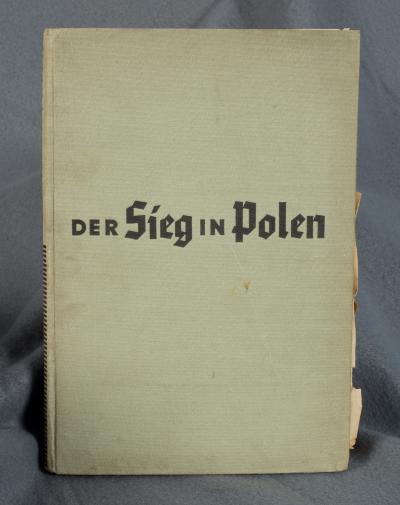 DER Sieg IN Polen